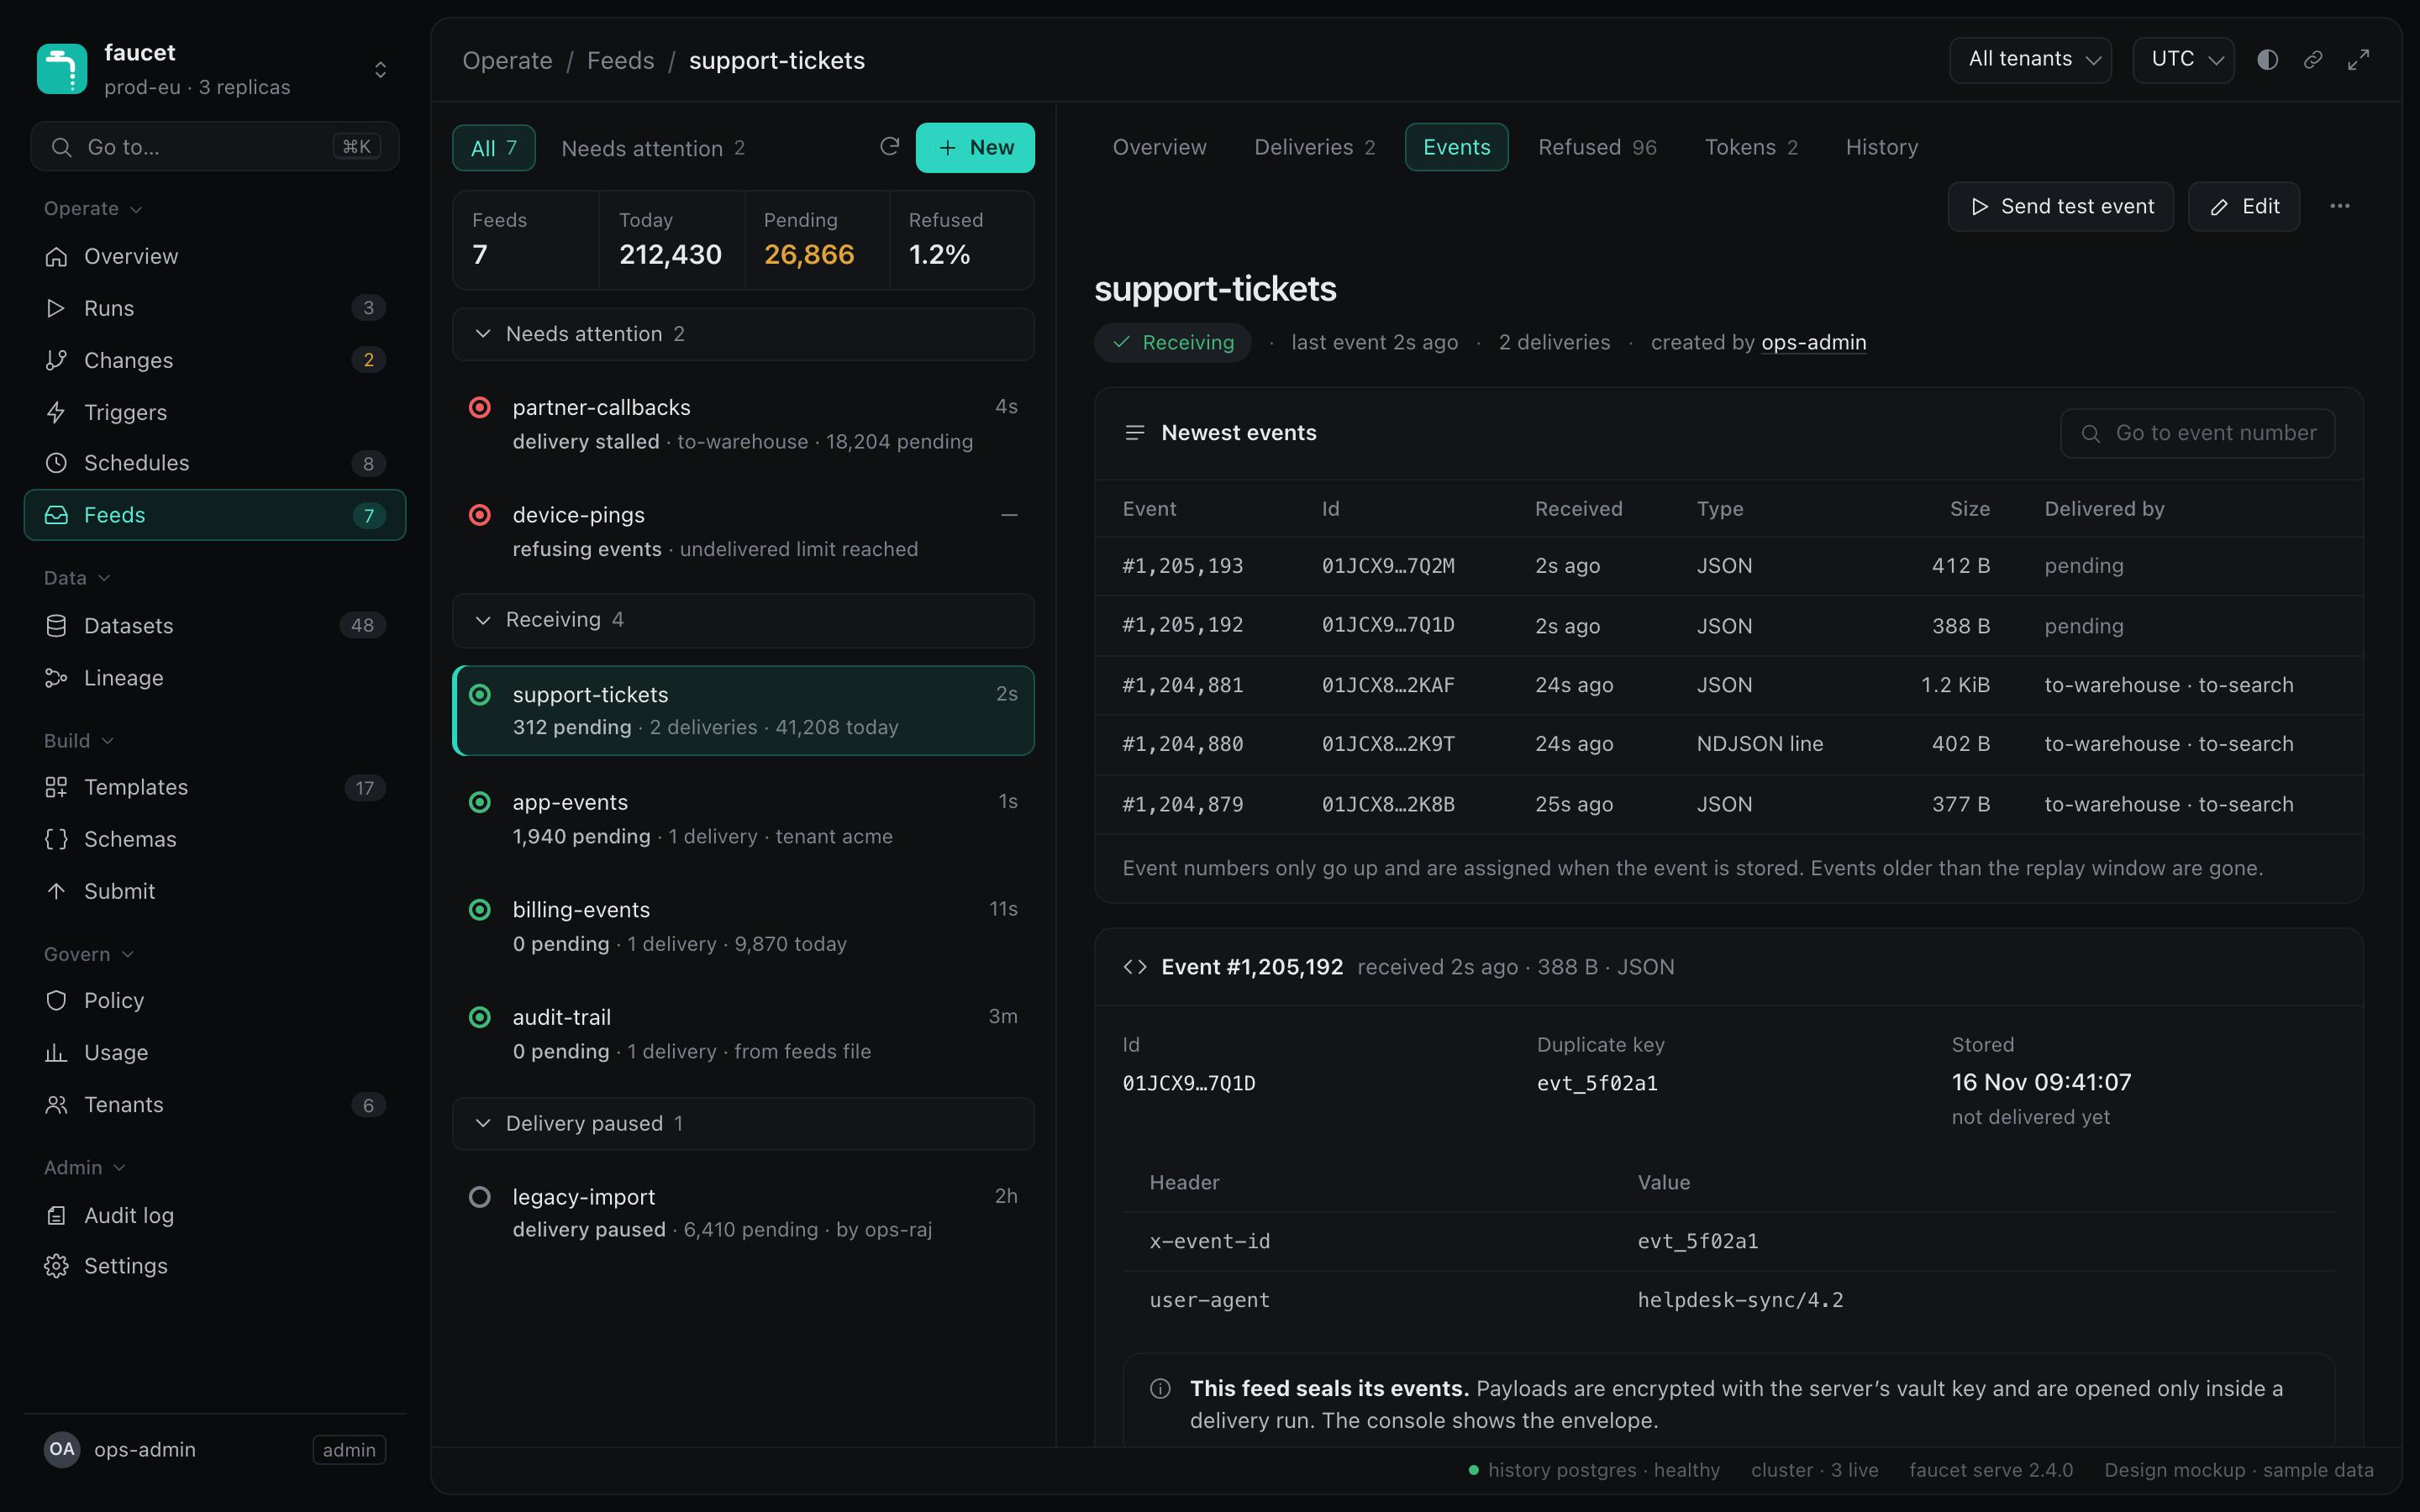 faucet
prod-eu · 3 replicas
Go to...
⌘K
Operate
Overview
Runs 3
Changes 2
Triggers
Schedules 8
Feeds 7
Data
Datasets 48
Lineage
Build
Templates 17
Schemas
Submit
Govern
Policy
Usage
Tenants 6
Admin
Audit log
Settings
OA ops-admin admin
Operate / Feeds / support-tickets
All tenants
UTC
All 7 Needs attention 2
+ New
Feeds Today Pending Refused
7 212,430 26,866 1.2%
Needs attention 2
partner-callbacks 4s
delivery stalled · to-warehouse · 18,204 pending
device-pings —
refusing events · undelivered limit reached
Receiving 4
support-tickets 2s
312 pending · 2 deliveries · 41,208 today
app-events 1s
1,940 pending · 1 delivery · tenant acme
billing-events 11s
0 pending · 1 delivery · 9,870 today
audit-trail 3m
0 pending · 1 delivery · from feeds file
Delivery paused 1
legacy-import 2h
delivery paused · 6,410 pending · by ops-raj
Overview Deliveries 2 Events Refused 96 Tokens 2 History
Send test event Edit
support-tickets
Receiving · last event 2s ago · 2 deliveries · created by ops-admin
Newest events
Go to event number
Event Id Received Type Size Delivered by
#1,205,193 01JCX9…7Q2M 2s ago JSON 412 B pending
#1,205,192 01JCX9…7Q1D 2s ago JSON 388 B pending
#1,204,881 01JCX8…2KAF 24s ago JSON 1.2 KiB to-warehouse · to-search
#1,204,880 01JCX8…2K9T 24s ago NDJSON line 402 B to-warehouse · to-search
#1,204,879 01JCX8…2K8B 25s ago JSON 377 B to-warehouse · to-search
Event numbers only go up and are assigned when the event is stored. Events older than the replay window are gone.
Event #1,205,192 received 2s ago · 388 B · JSON
Id Duplicate key Stored
01JCX9…7Q1D evt_5f02a1 16 Nov 09:41:07
not delivered yet
Header Value
x-event-id evt_5f02a1
user-agent helpdesk-sync/4.2
This feed seals its events. Payloads are encrypted with the server’s vault key and are opened only inside a
delivery run. The console shows the envelope.
history postgres · healthy cluster · 3 live faucet serve 2.4.0 Design mockup · sample data